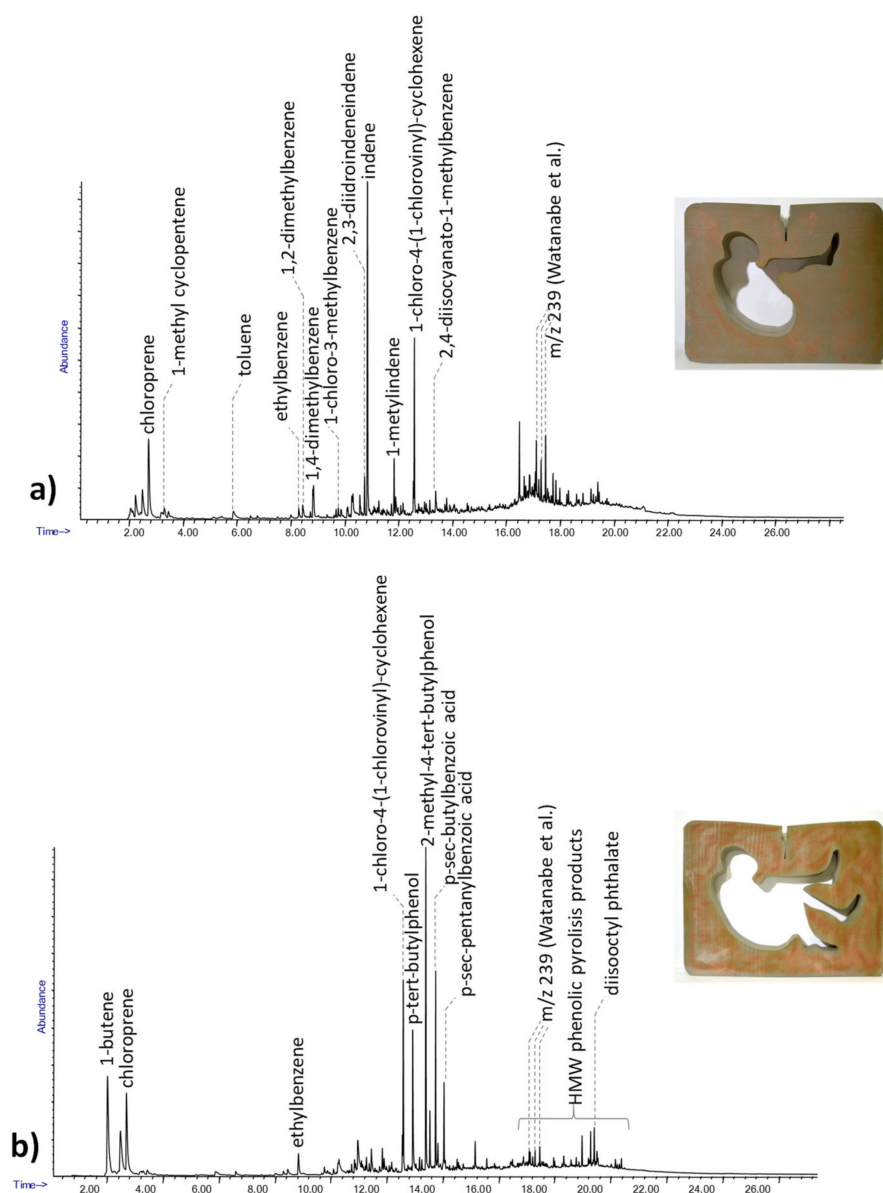 a)
Abundance
chloroprene
1-methyl cyclopentene
toluene
ethylbenzene
1,2-dimethylbenzene
1,4-dimethylbenzene
1-chloro-3-methylbenzene
2,3-diidroindeneindene
indene
1-metylindene
1-chloro-4-(1-chlorovinyl)-cyclohexene
2,4-diisocyanato-1-methylbenzene
m/z 239 (Watanabe et al.)
Time-->
2.00 4.00 6.00 8.00 10.00 12.00 14.00 16.00 18.00 20.00 22.00 24.00 26.00
b)
Abundance
1-butene
chloroprene
ethylbenzene
1-chloro-4-(1-chlorovinyl)-cyclohexene
p-tert-butylphenol
2-methyl-4-tert-butylphenol
p-sec-butylbenzoic acid
p-sec-pentanylbenzoic acid
m/z 239 (Watanabe et al.)
HMW phenolic pyrolisis products
diisooctyl phthalate
Time-->
2.00 4.00 6.00 8.00 10.00 12.00 14.00 16.00 18.00 20.00 22.00 24.00 26.00